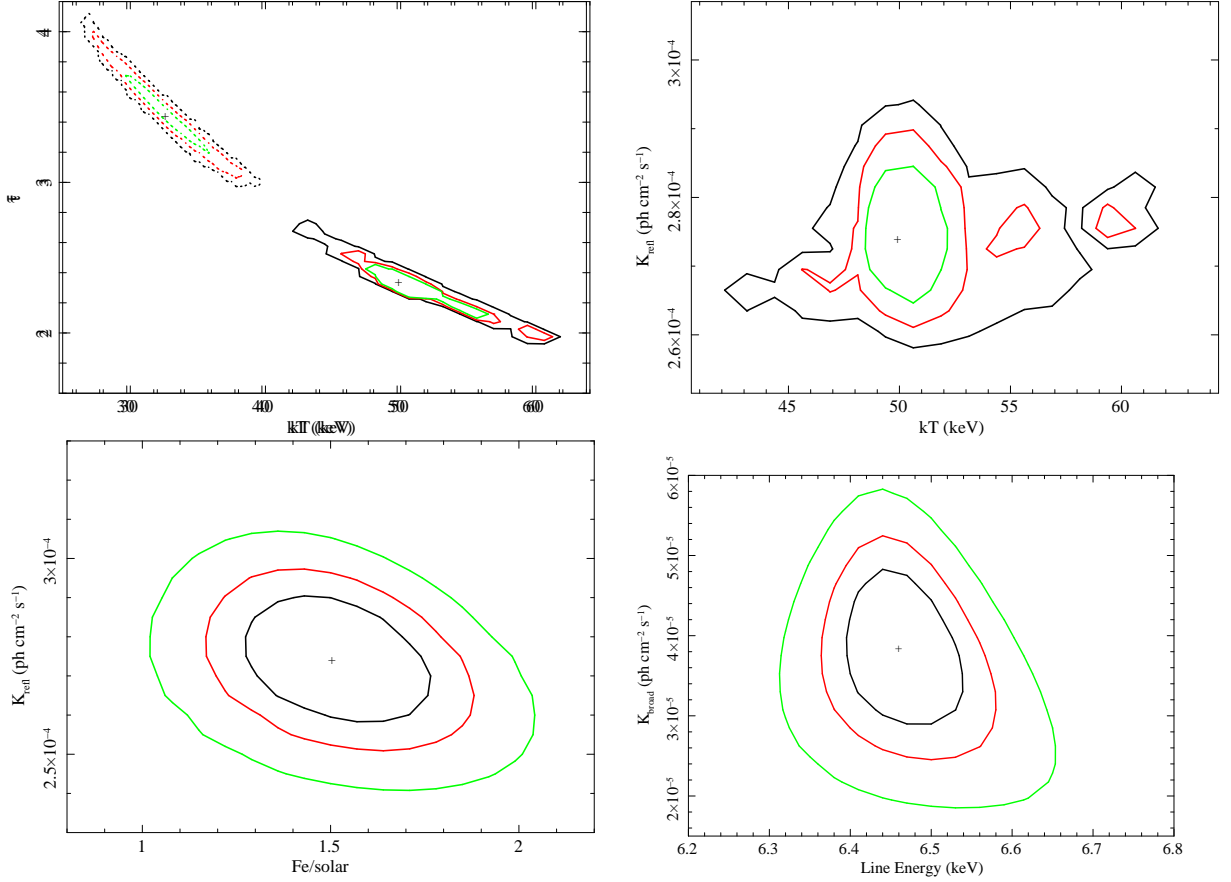 4
3
2
τ
30 40 50 60
kT (keV)
3×10⁻⁴
2.8×10⁻⁴
2.6×10⁻⁴
K_refl (ph cm⁻² s⁻¹)
45 50 55 60
kT (keV)
3×10⁻⁴
2.5×10⁻⁴
K_refl (ph cm⁻² s⁻¹)
1 2
Fe/solar
6×10⁻⁵
5×10⁻⁵
4×10⁻⁵
3×10⁻⁵
2×10⁻⁵
K_broad (ph cm⁻² s⁻¹)
6.2 6.3 6.4 6.5 6.6 6.7 6.8
Line Energy (keV)